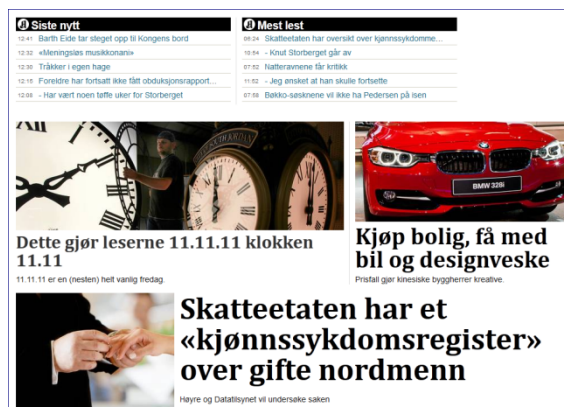 Siste nytt
12:41 Barth Eide tar steget opp til Kongens bord
12:32 «Meningsløs musikkonani»
12:30 Tråkker i egen hage
12:15 Foreldre har fortsatt ikke fått obduksjonsrapport...
12:08 - Har vært noen tøffe uker for Storberget
Mest lest
08:24 Skatteetaten har oversikt over kjønnssykdomme...
10:54 - Knut Storberget går av
07:52 Natteravnene får kritikk
11:52 - Jeg ønsket at han skulle fortsette
07:58 Bøkko-søsknene vil ikke ha Pedersen på isen
BMW 328i
Dette gjør leserne 11.11.11 klokken
11.11
11.11.11 er en (nesten) helt vanlig fredag.
Kjøp bolig, få med
bil og designveske
Prisfall gjør kinesiske byggherrer kreative.
Skatteetaten har et
«kjønnssykdomsregister»
over gifte nordmenn
Høyre og Datatilsynet vil undersøke saken